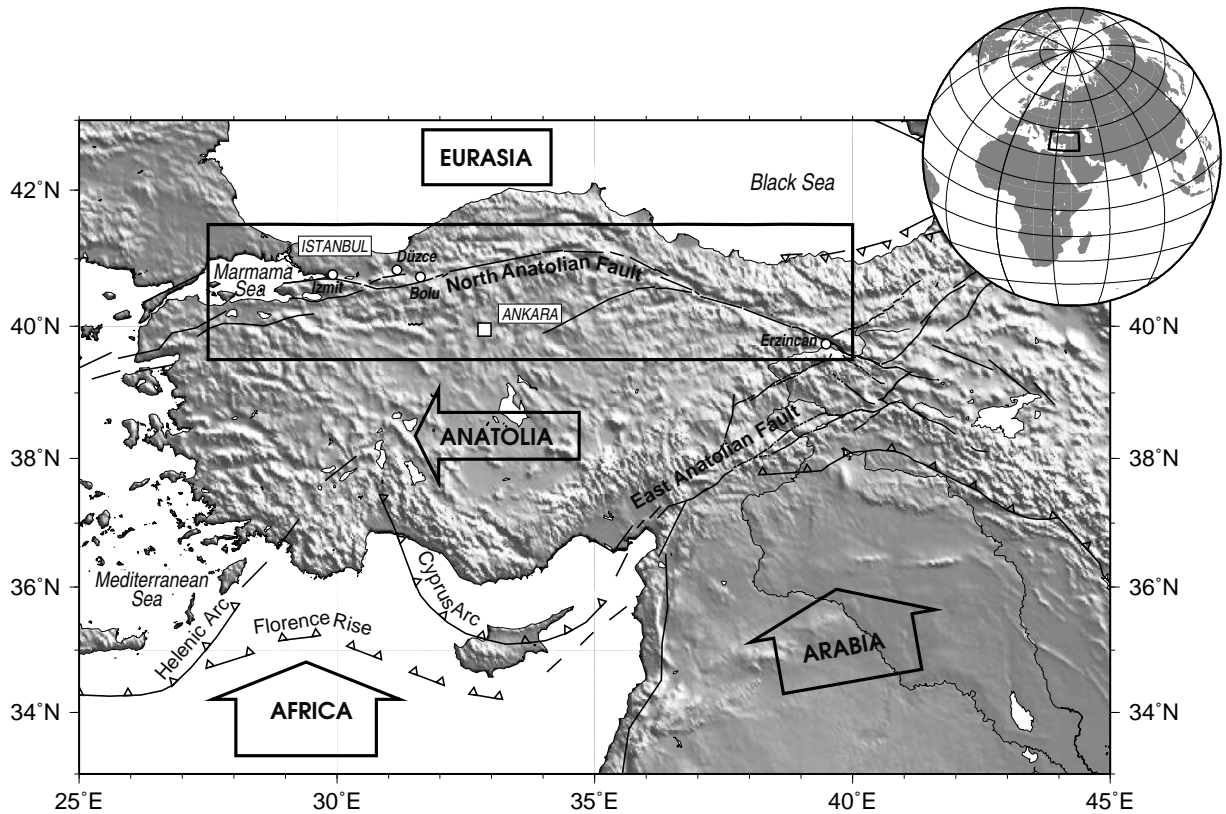 EURASIA
Black Sea
42˚N
ISTANBUL
Düzce
Marmama
Sea
Izmit
Bolu
North Anatolian Fault
ANKARA
40˚N
40˚N
Erzincan
ANATOLIA
East Anatolian Fault
38˚N
38˚N
Mediterranean
Sea
36˚N
36˚N
Cyprus Arc
Helenic Arc
Florence Rise
ARABIA
AFRICA
34˚N
34˚N
25˚E
30˚E
35˚E
40˚E
45˚E